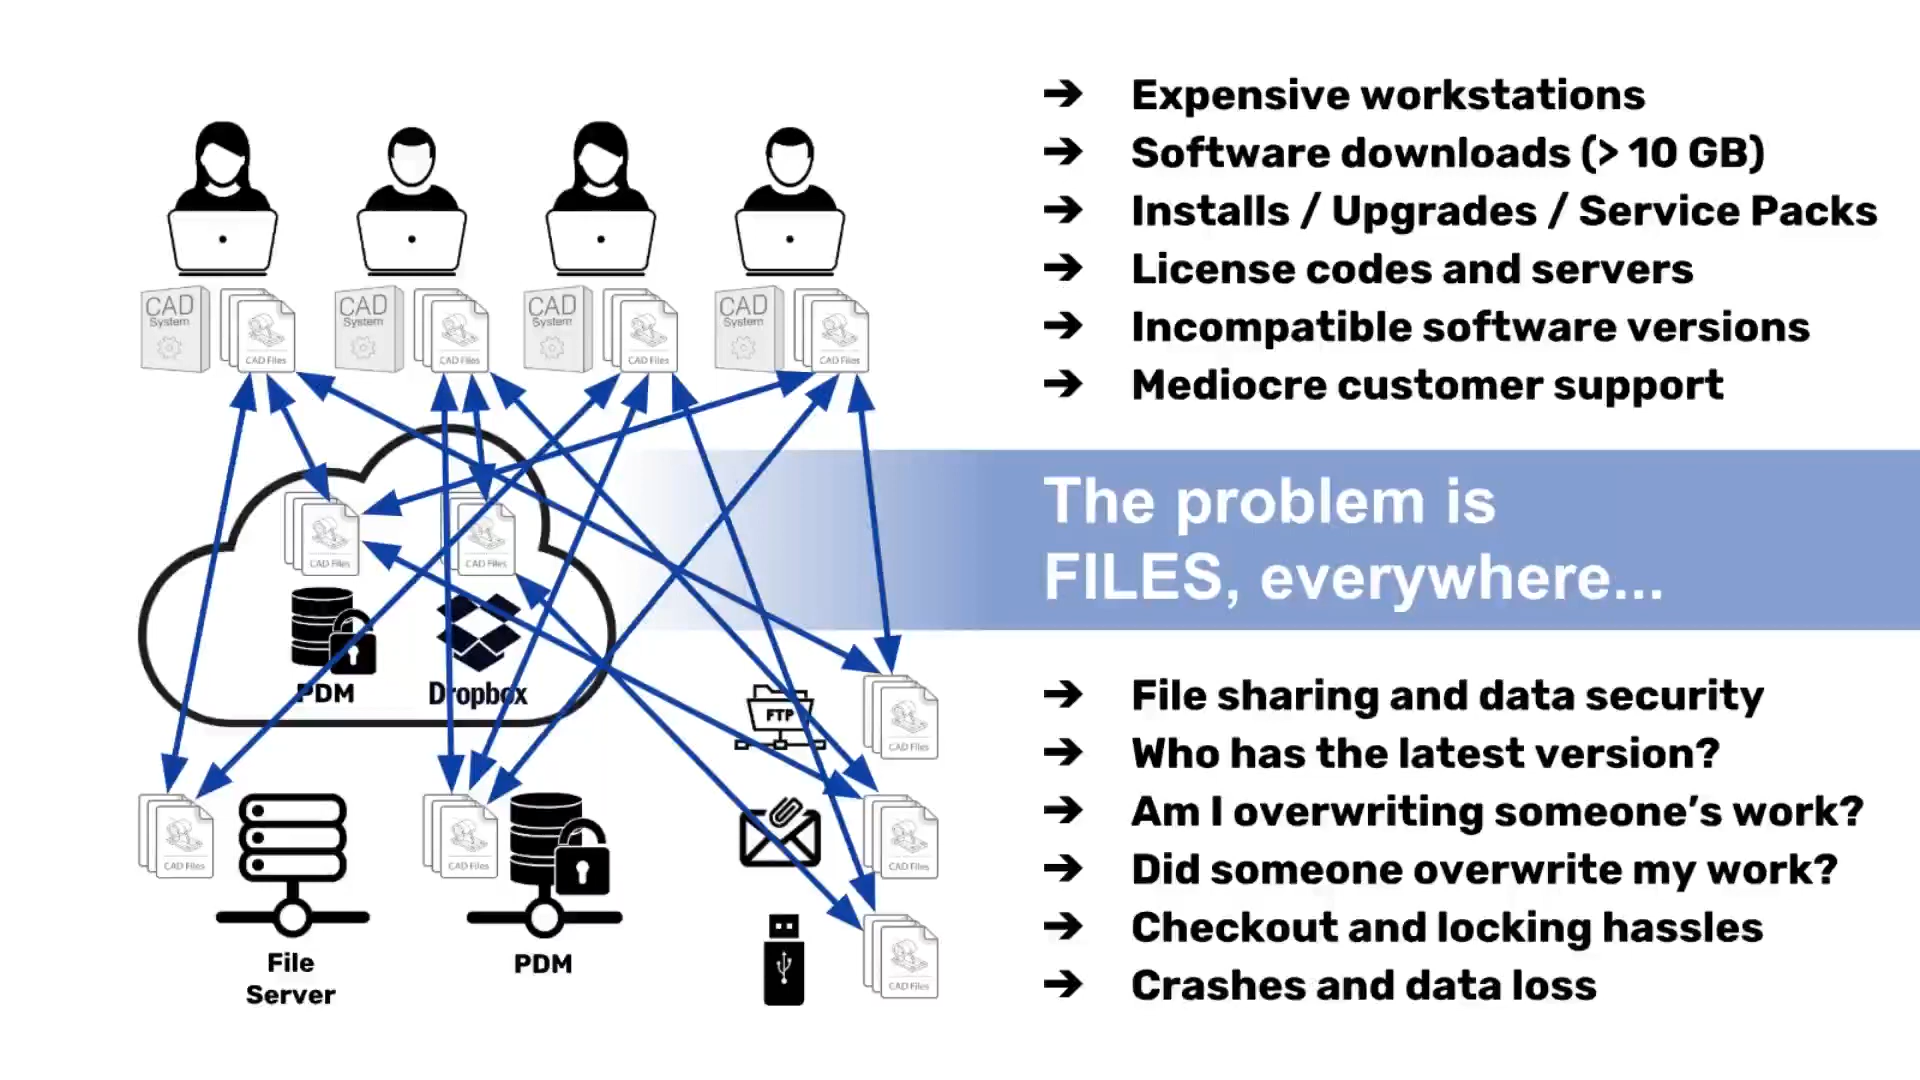 CAD
System
CAD Files
CAD
System
CAD Files
CAD
System
CAD Files
CAD
System
CAD Files
CAD Files
CAD Files
PDM
Dropbox
FTP
CAD Files
CAD Files
CAD Files
CAD Files
CAD Files
File
Server
PDM
→ Expensive workstations
→ Software downloads (> 10 GB)
→ Installs / Upgrades / Service Packs
→ License codes and servers
→ Incompatible software versions
→ Mediocre customer support
The problem is
FILES, everywhere...
→ File sharing and data security
→ Who has the latest version?
→ Am I overwriting someone’s work?
→ Did someone overwrite my work?
→ Checkout and locking hassles
→ Crashes and data loss